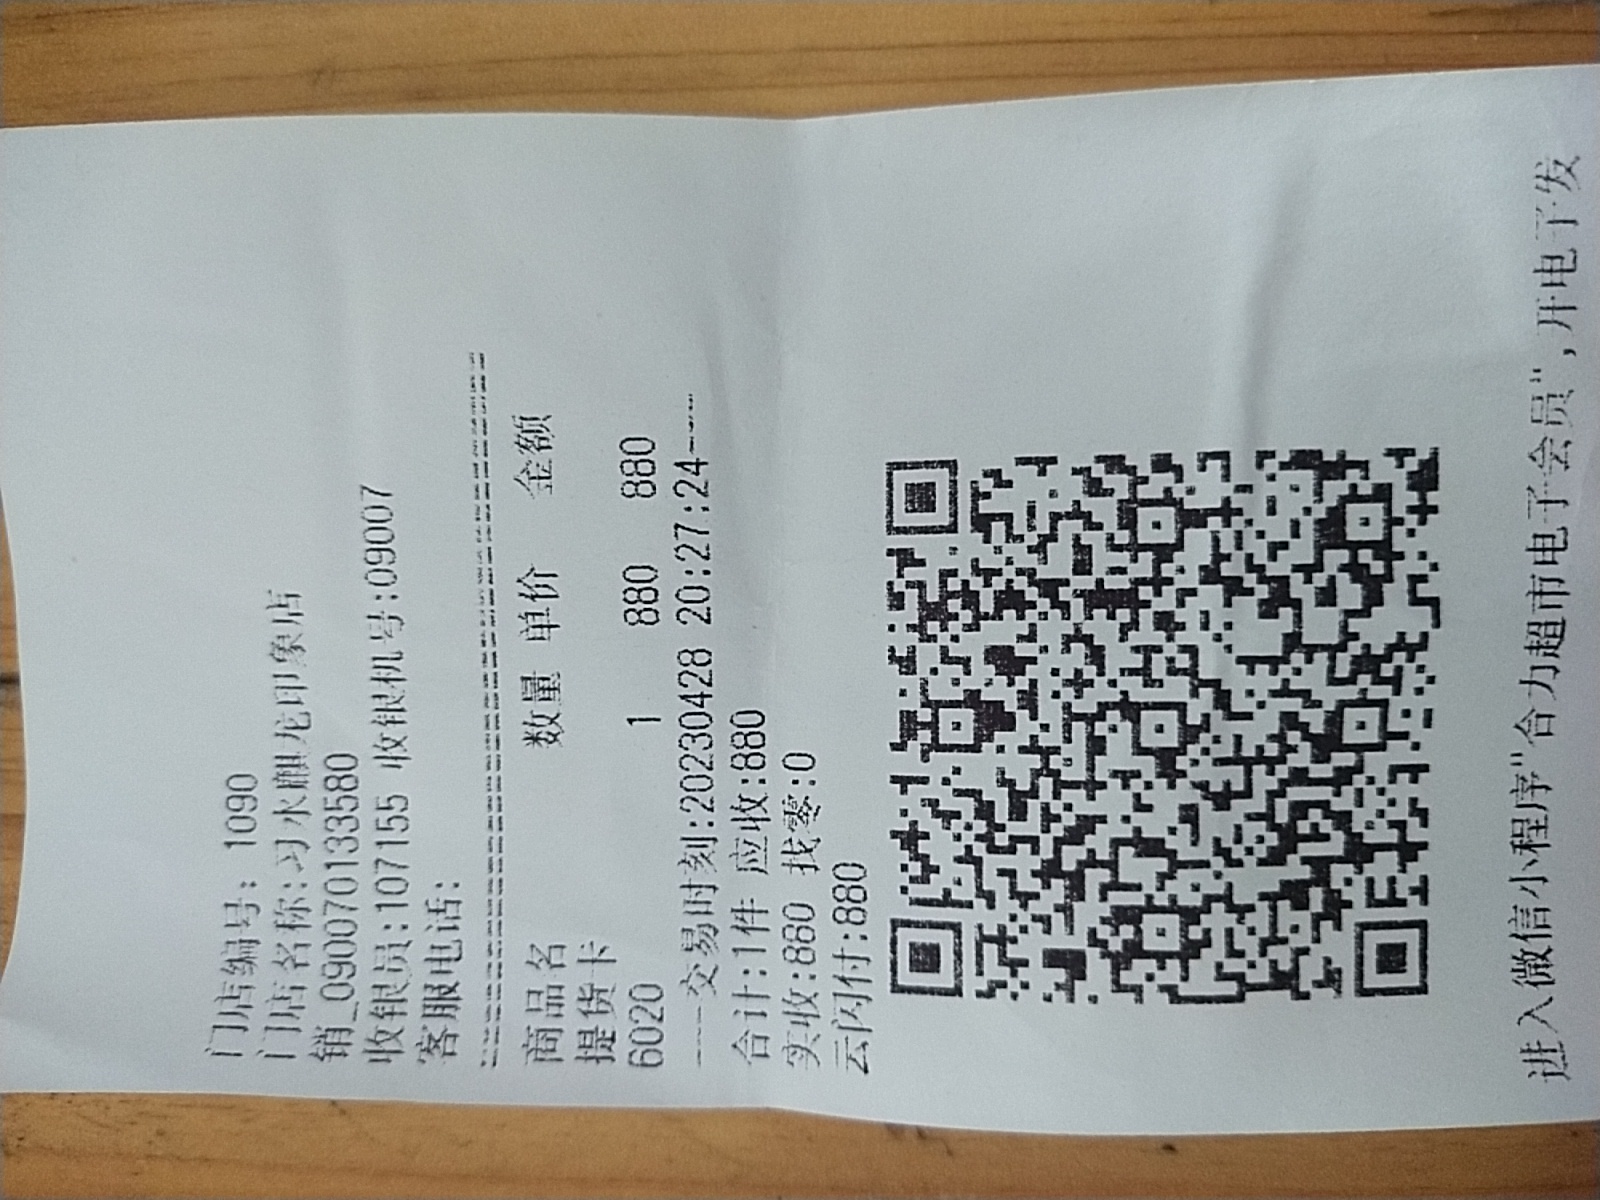 门店编号: 1090
门店名称:习水麒龙印象店
销_090070133580
收银员:107155 收银机号:09007
客服电话:
商品名 数量 单价 金额
提货卡
6020 1 880 880
----交易时刻:20230428 20:27:24----
合计:1件 应收:880
实收:880 找零:0
云闪付:880
进入微信小程序"合力超市电子会员",开电子发